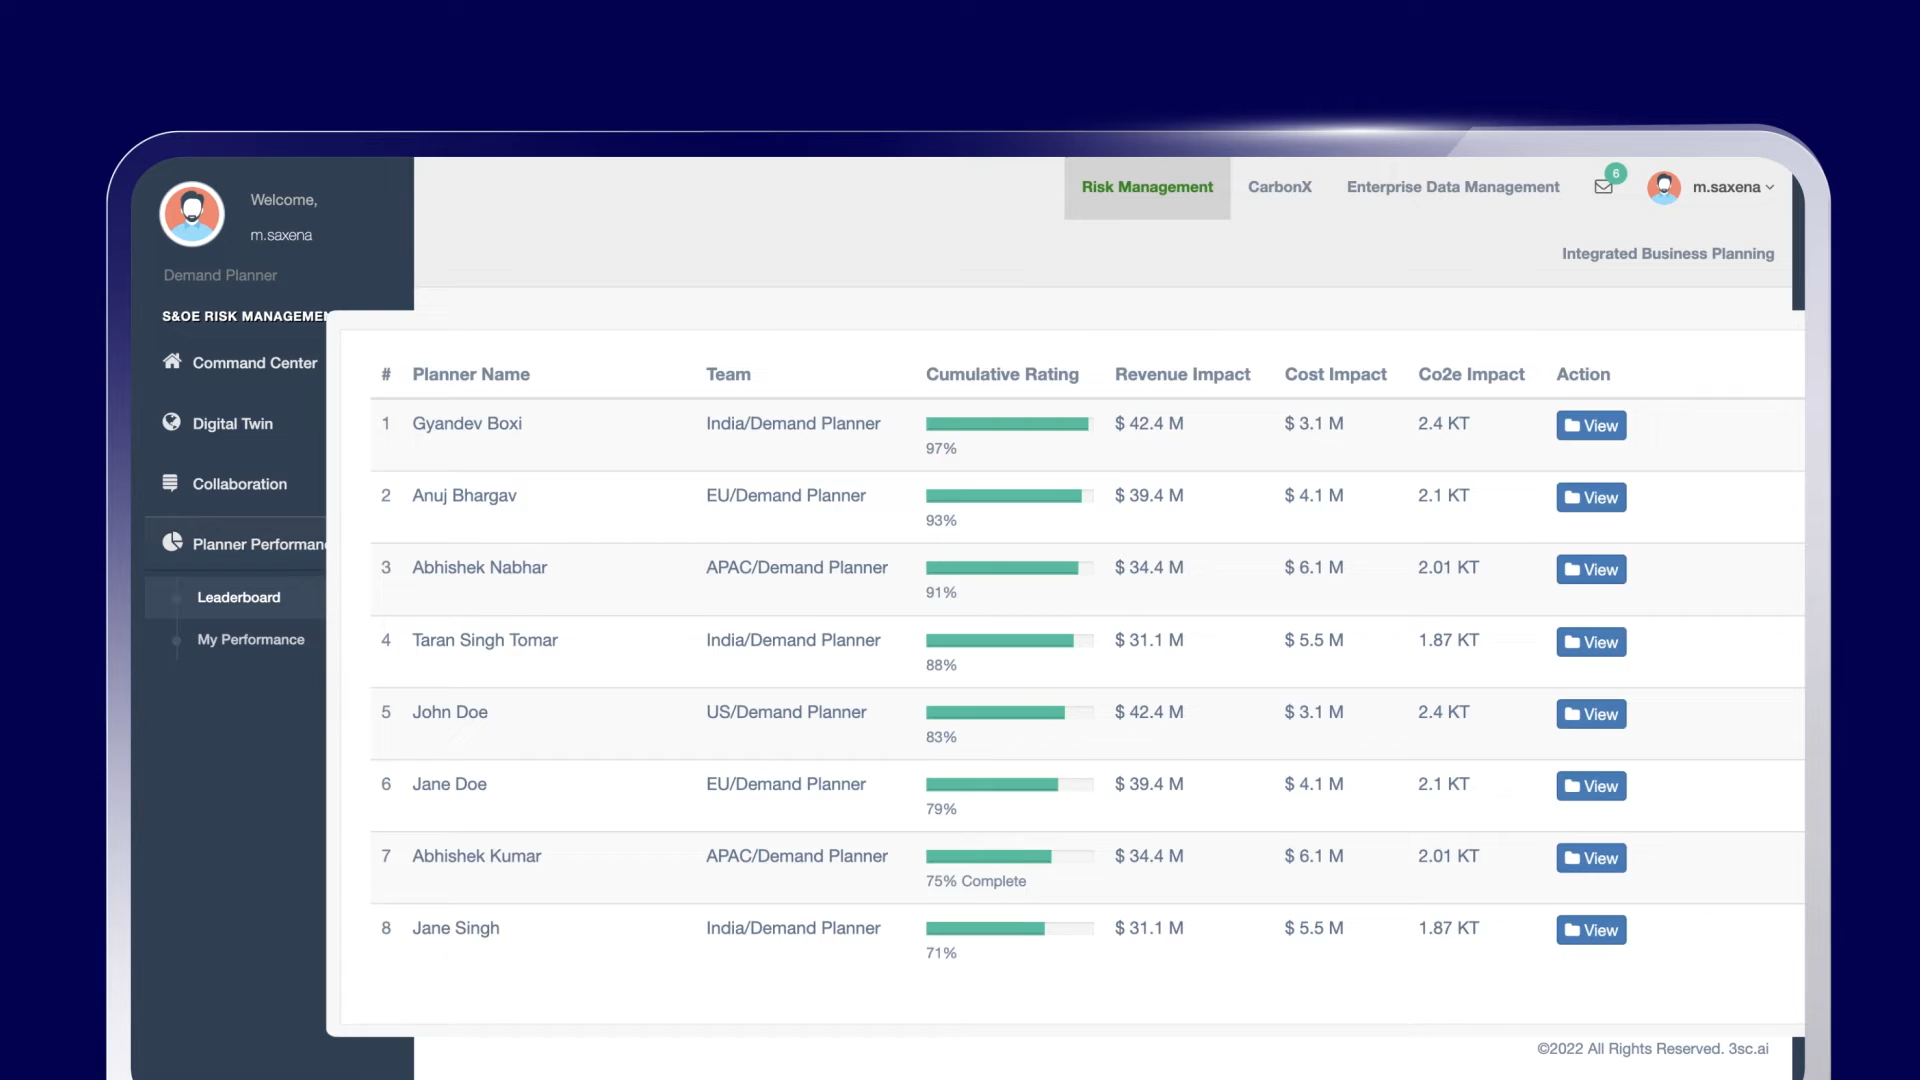 Welcome,
m.saxena
Demand Planner
S&OE RISK MANAGEMEN
Command Center
Digital Twin
Collaboration
Planner Performan
Leaderboard
My Performance
Risk Management CarbonX Enterprise Data Management 6 m.saxena
Integrated Business Planning
# Planner Name Team Cumulative Rating Revenue Impact Cost Impact Co2e Impact Action
1 Gyandev Boxi India/Demand Planner $ 42.4 M $ 3.1 M 2.4 KT View
97%
2 Anuj Bhargav EU/Demand Planner $ 39.4 M $ 4.1 M 2.1 KT View
93%
3 Abhishek Nabhar APAC/Demand Planner $ 34.4 M $ 6.1 M 2.01 KT View
91%
4 Taran Singh Tomar India/Demand Planner $ 31.1 M $ 5.5 M 1.87 KT View
88%
5 John Doe US/Demand Planner $ 42.4 M $ 3.1 M 2.4 KT View
83%
6 Jane Doe EU/Demand Planner $ 39.4 M $ 4.1 M 2.1 KT View
79%
7 Abhishek Kumar APAC/Demand Planner $ 34.4 M $ 6.1 M 2.01 KT View
75% Complete
8 Jane Singh India/Demand Planner $ 31.1 M $ 5.5 M 1.87 KT View
71%
©2022 All Rights Reserved. 3sc.ai